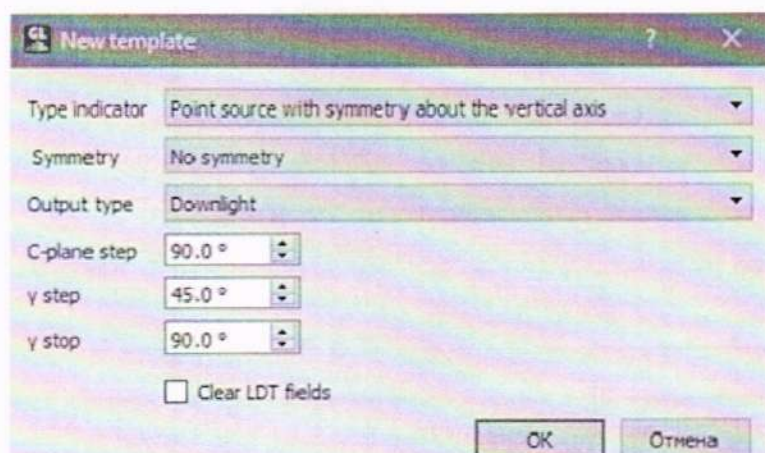 GL New template ? X
Type indicator Point source with symmetry about the vertical axis
Symmetry No symmetry
Output type Downlight
C-plane step 90.0 °
γ step 45.0 °
γ stop 90.0 °
Clear LDT fields
OK Отмена